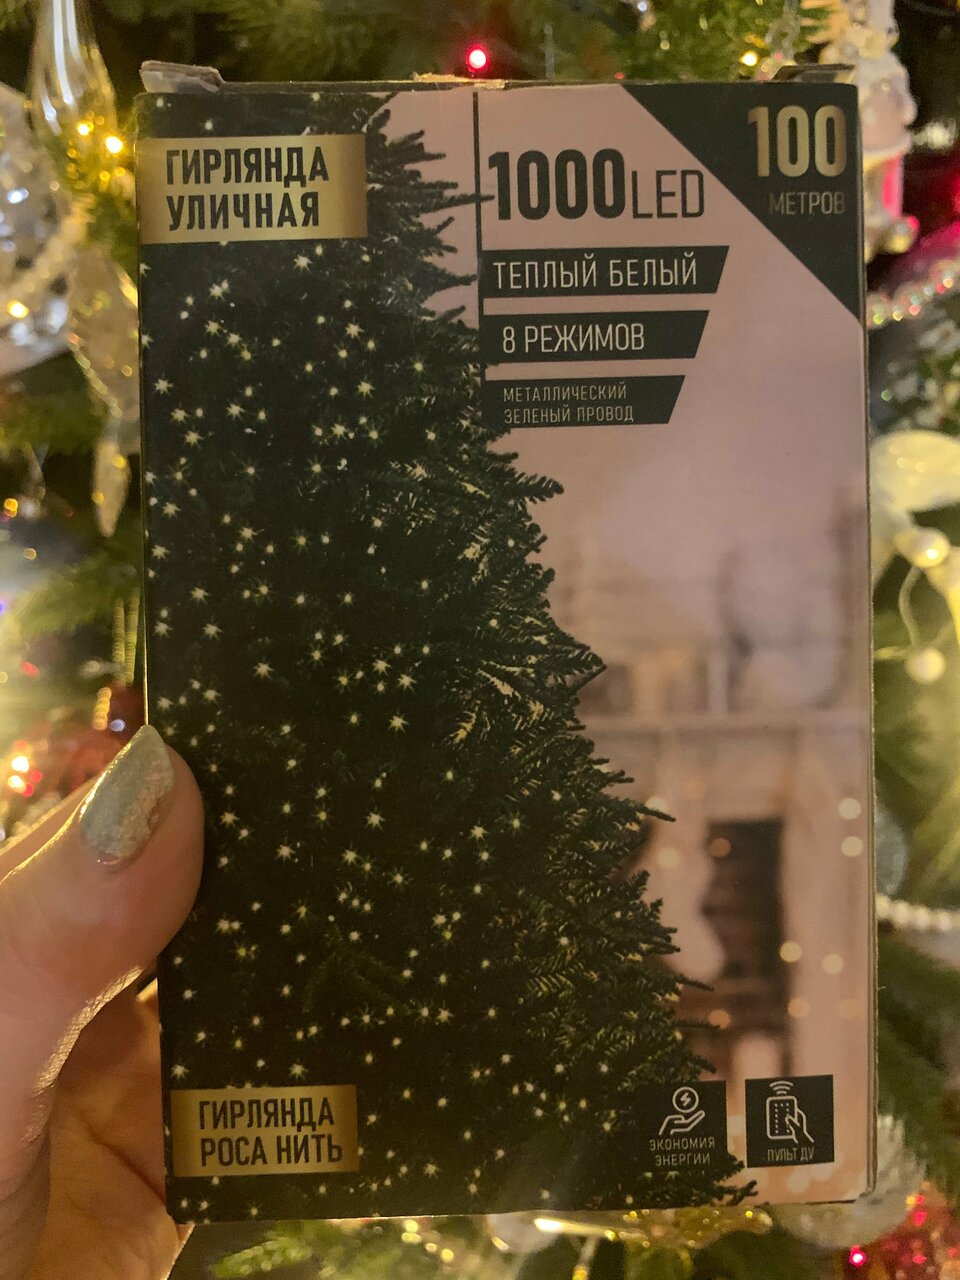 ГИРЛЯНДА
УЛИЧНАЯ
1000LED
100
МЕТРОВ
ТЕПЛЫЙ БЕЛЫЙ
8 РЕЖИМОВ
МЕТАЛЛИЧЕСКИЙ
ЗЕЛЕНЫЙ ПРОВОД
ГИРЛЯНДА
РОСА НИТЬ
ЭКОНОМИЯ
ЭНЕРГИИ
ПУЛЬТ ДУ